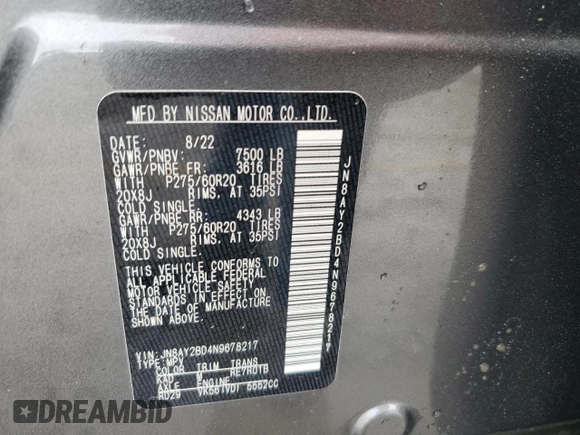 MFD BY NISSAN MOTOR CO.,LTD.
DATE: 8/22
GVWR/PNBV: 7500 LB
GAWR/PNBE FR: 3616 LB
WITH P275/60R20 TIRES
20X8J RIMS. AT 35PSI
COLD SINGLE.
GAWR/PNBE RR: 4343 LB
WITH P275/60R20 TIRES
20X8J RIMS. AT 35PSI
COLD SINGLE.
THIS VEHICLE CONFORMS TO
ALL APPLICABLE FEDERAL
MOTOR VEHICLE SAFETY
STANDARDS IN EFFECT ON
THE DATE OF MANUFACTURE
SHOWN ABOVE.
VIN:JN8AY2BD4N9678217
TYPE:MPV
COLOR TRIM TRANS
KAD RE7R01B
AXLE ENGINE
RD29 VK56(VD) 5552CC
JN8AY2BD4N9678217
DREAMBID